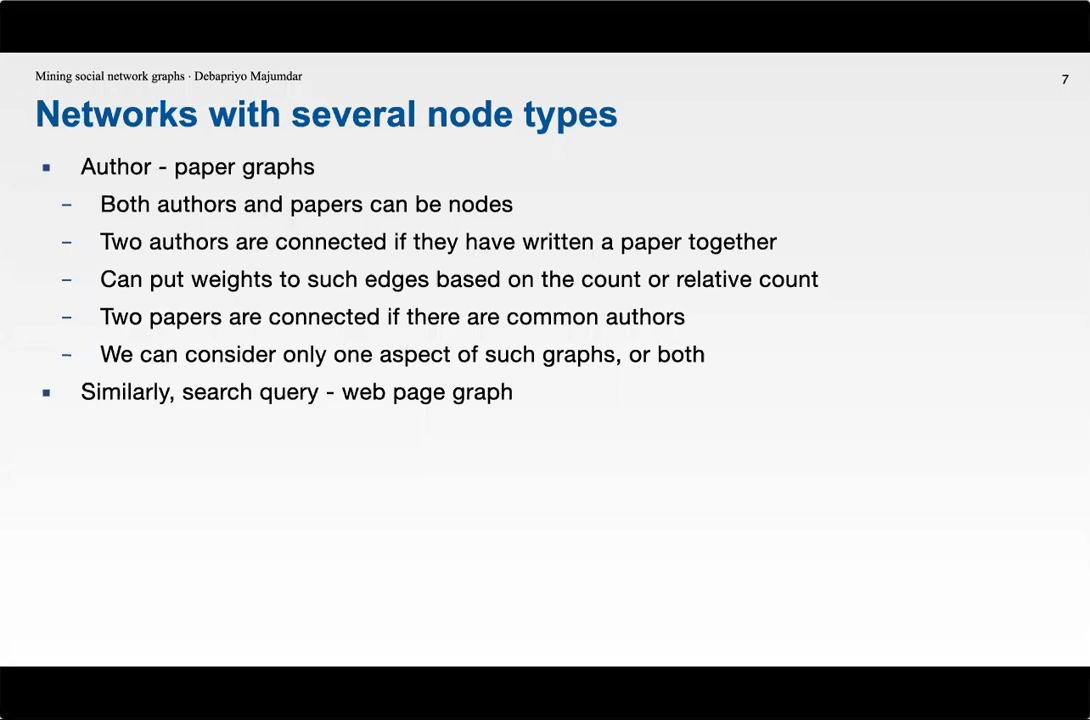 Mining social network graphs · Debapriyo Majumdar
7
Networks with several node types
▪ Author - paper graphs
– Both authors and papers can be nodes
– Two authors are connected if they have written a paper together
– Can put weights to such edges based on the count or relative count
– Two papers are connected if there are common authors
– We can consider only one aspect of such graphs, or both
▪ Similarly, search query - web page graph